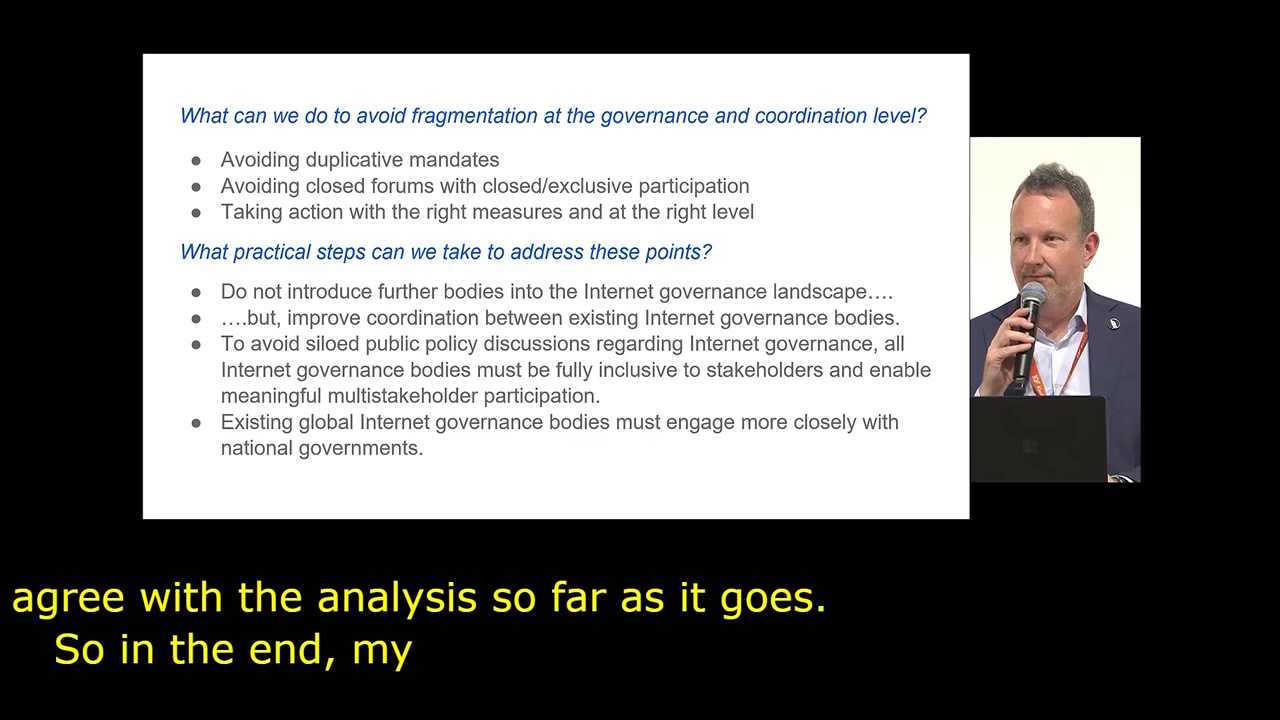 What can we do to avoid fragmentation at the governance and coordination level?
● Avoiding duplicative mandates
● Avoiding closed forums with closed/exclusive participation
● Taking action with the right measures and at the right level
What practical steps can we take to address these points?
● Do not introduce further bodies into the Internet governance landscape….
● ….but, improve coordination between existing Internet governance bodies.
● To avoid siloed public policy discussions regarding Internet governance, all
Internet governance bodies must be fully inclusive to stakeholders and enable
meaningful multistakeholder participation.
● Existing global Internet governance bodies must engage more closely with
national governments.
agree with the analysis so far as it goes.
So in the end, my